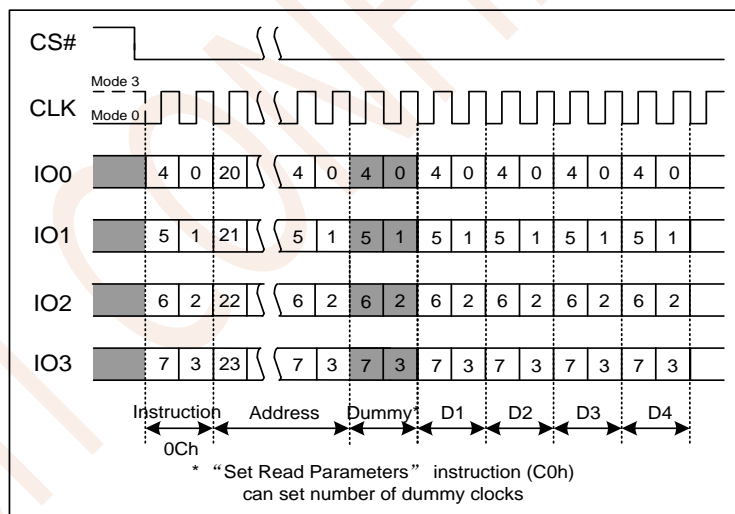 CS#
Mode 3
CLK
Mode 0
IO0 4 0 20 4 0 4 0 4 0 4 0 4 0 4 0
IO1 5 1 21 5 1 5 1 5 1 5 1 5 1 5 1
IO2 6 2 22 6 2 6 2 6 2 6 2 6 2 6 2
IO3 7 3 23 7 3 7 3 7 3 7 3 7 3 7 3
Instruction Address Dummy* D1 D2 D3 D4
0Ch
* “Set Read Parameters” instruction (C0h)
can set number of dummy clocks